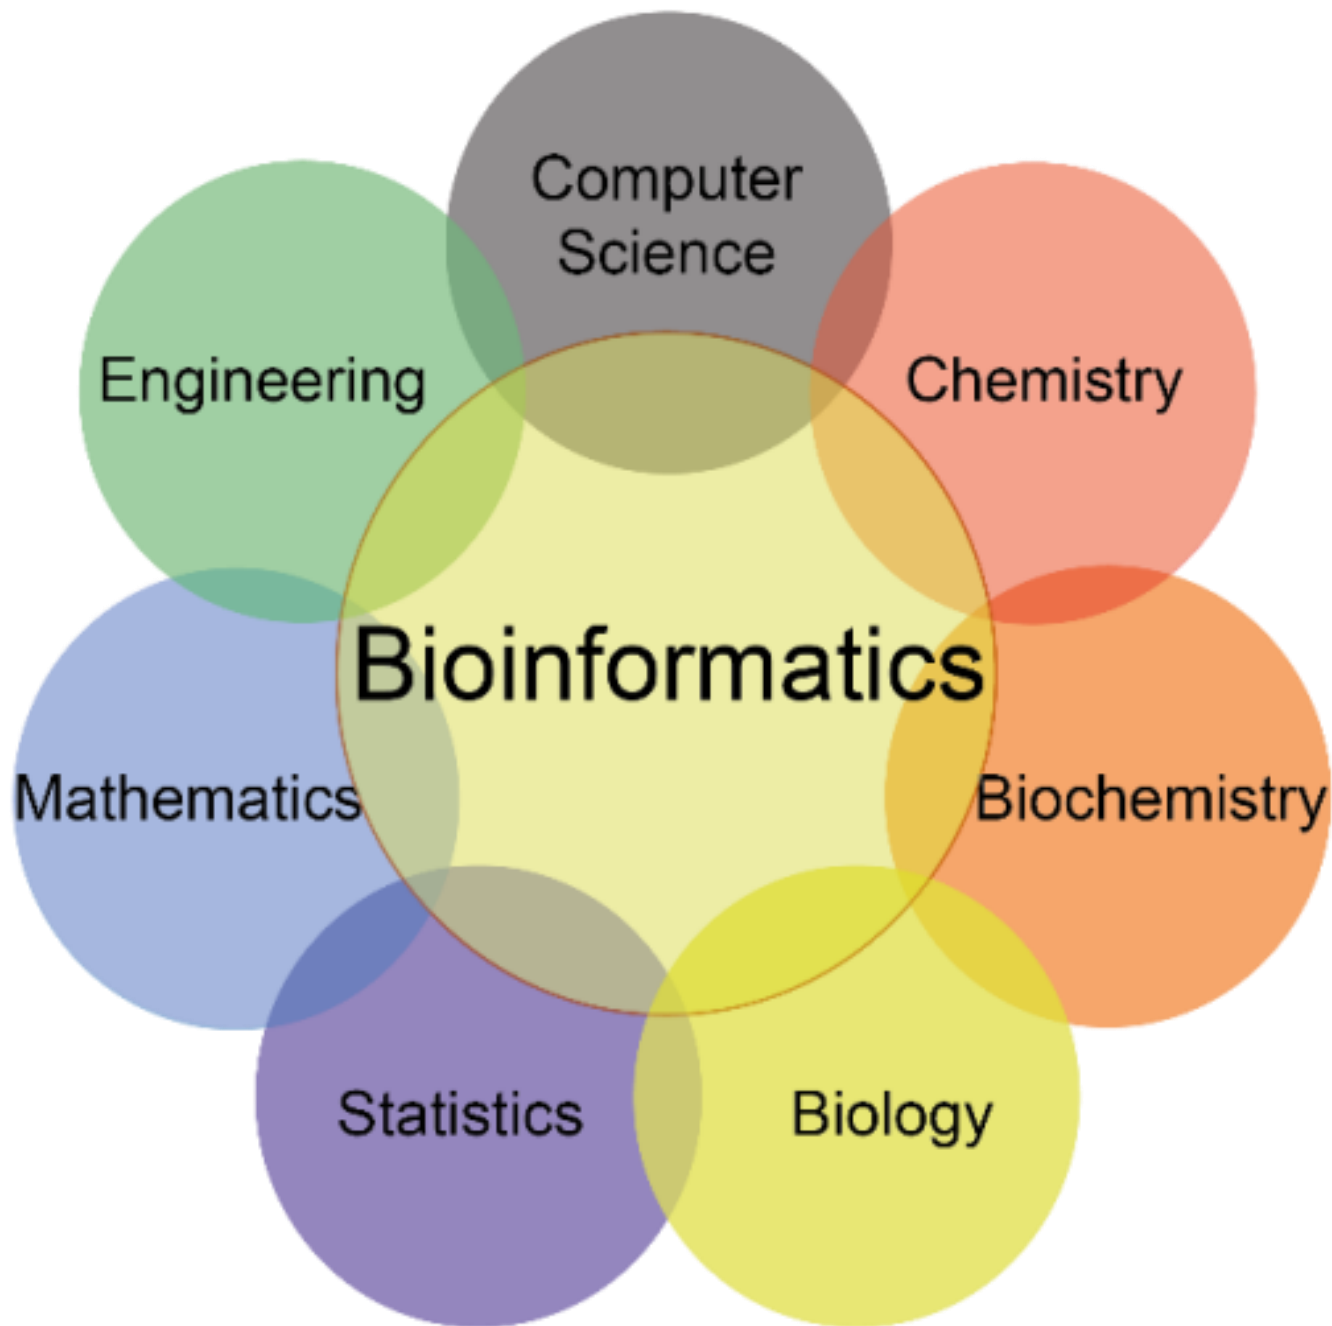 Computer
Science
Engineering
Chemistry
Bioinformatics
Mathematics
Biochemistry
Statistics
Biology